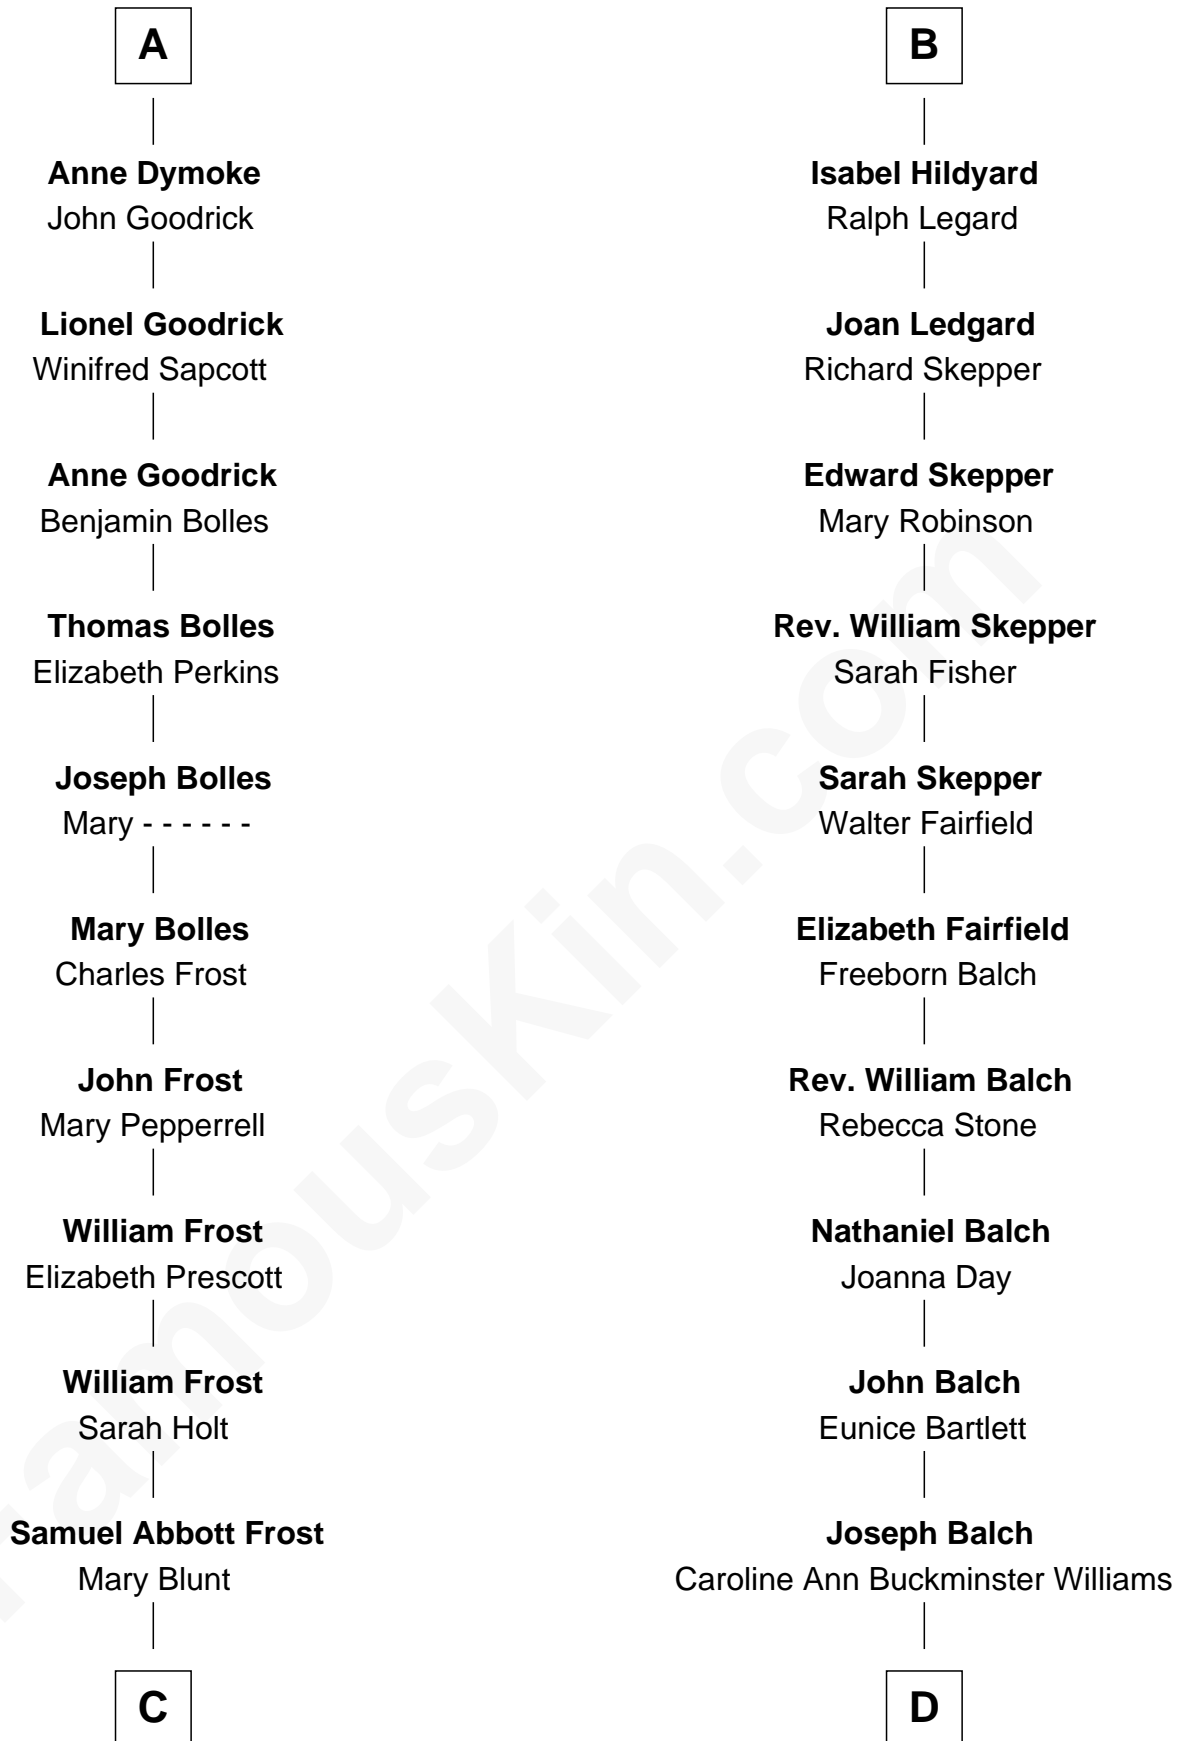 A
Anne Dymoke
John Goodrick
Lionel Goodrick
Winifred Sapcott
Anne Goodrick
Benjamin Bolles
Thomas Bolles
Elizabeth Perkins
Joseph Bolles
Mary - - - - - -
Mary Bolles
Charles Frost
John Frost
Mary Pepperrell
William Frost
Elizabeth Prescott
William Frost
Sarah Holt
Samuel Abbott Frost
Mary Blunt
C
B
Isabel Hildyard
Ralph Legard
Joan Ledgard
Richard Skepper
Edward Skepper
Mary Robinson
Rev. William Skepper
Sarah Fisher
Sarah Skepper
Walter Fairfield
Elizabeth Fairfield
Freeborn Balch
Rev. William Balch
Rebecca Stone
Nathaniel Balch
Joanna Day
John Balch
Eunice Bartlett
Joseph Balch
Caroline Ann Buckminster Williams
D
FamousKin.com